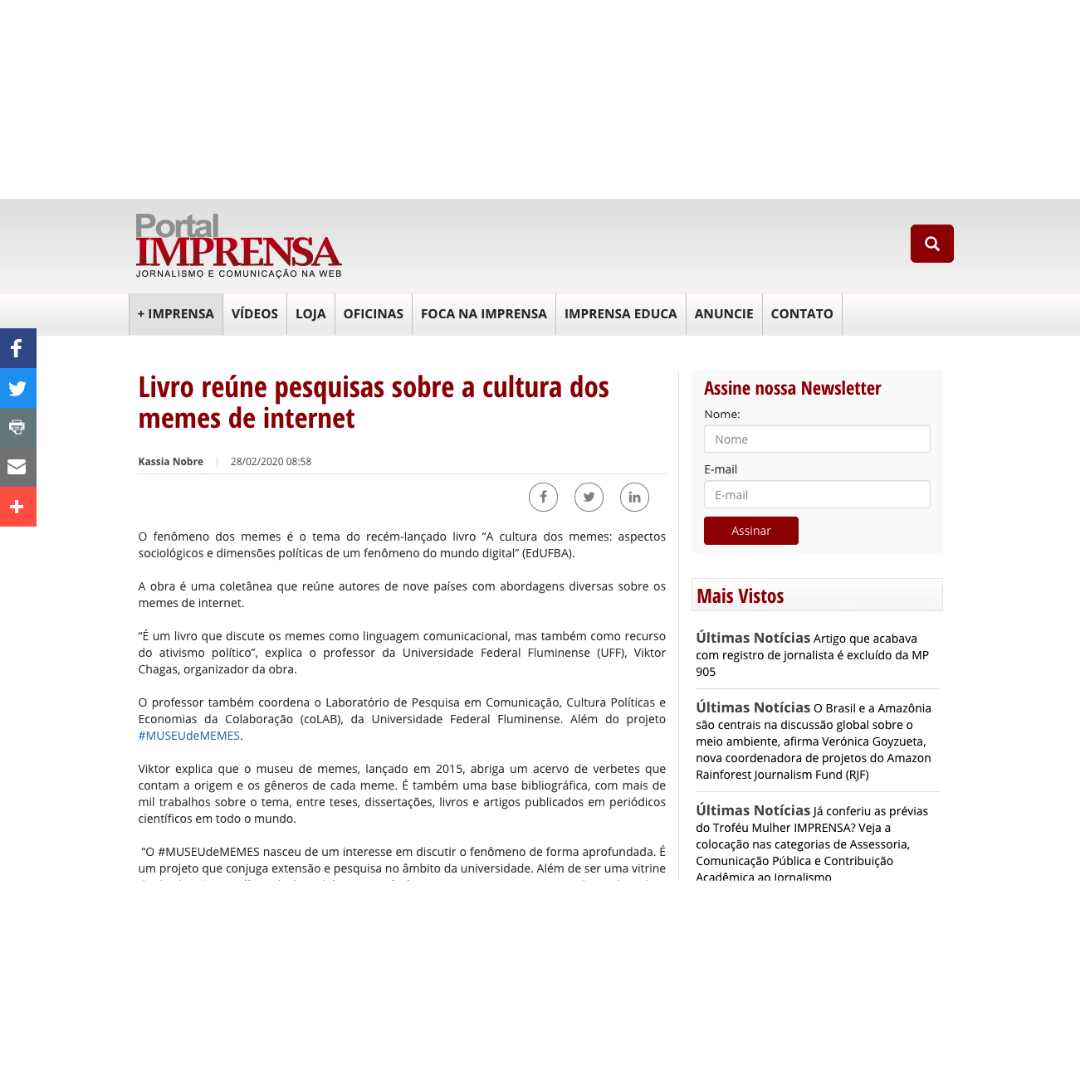 Portal
IMPRENSA
JORNALISMO E COMUNICAÇÃO NA WEB
+ IMPRENSA VÍDEOS LOJA OFICINAS FOCA NA IMPRENSA IMPRENSA EDUCA ANUNCIE CONTATO
Livro reúne pesquisas sobre a cultura dos
memes de internet
Kassia Nobre | 28/02/2020 08:58
O fenômeno dos memes é o tema do recém-lançado livro “A cultura dos memes: aspectos
sociológicos e dimensões políticas de um fenômeno do mundo digital” (EdUFBA).
A obra é uma coletânea que reúne autores de nove países com abordagens diversas sobre os
memes de internet.
“É um livro que discute os memes como linguagem comunicacional, mas também como recurso
do ativismo político”, explica o professor da Universidade Federal Fluminense (UFF), Viktor
Chagas, organizador da obra.
O professor também coordena o Laboratório de Pesquisa em Comunicação, Cultura Políticas e
Economias da Colaboração (coLAB), da Universidade Federal Fluminense. Além do projeto
#MUSEUdeMEMES.
Viktor explica que o museu de memes, lançado em 2015, abriga um acervo de verbetes que
contam a origem e os gêneros de cada meme. É também uma base bibliográfica, com mais de
mil trabalhos sobre o tema, entre teses, dissertações, livros e artigos publicados em periódicos
científicos em todo o mundo.
“O #MUSEUdeMEMES nasceu de um interesse em discutir o fenômeno de forma aprofundada. É
um projeto que conjuga extensão e pesquisa no âmbito da universidade. Além de ser uma vitrine
Assine nossa Newsletter
Nome:
Nome
E-mail
E-mail
Assinar
Mais Vistos
Últimas Notícias Artigo que acabava
com registro de jornalista é excluído da MP
905
Últimas Notícias O Brasil e a Amazônia
são centrais na discussão global sobre o
meio ambiente, afirma Verónica Goyzueta,
nova coordenadora de projetos do Amazon
Rainforest Journalism Fund (RJF)
Últimas Notícias Já conferiu as prévias
do Troféu Mulher IMPRENSA? Veja a
colocação nas categorias de Assessoria,
Comunicação Pública e Contribuição
Acadêmica ao Jornalismo